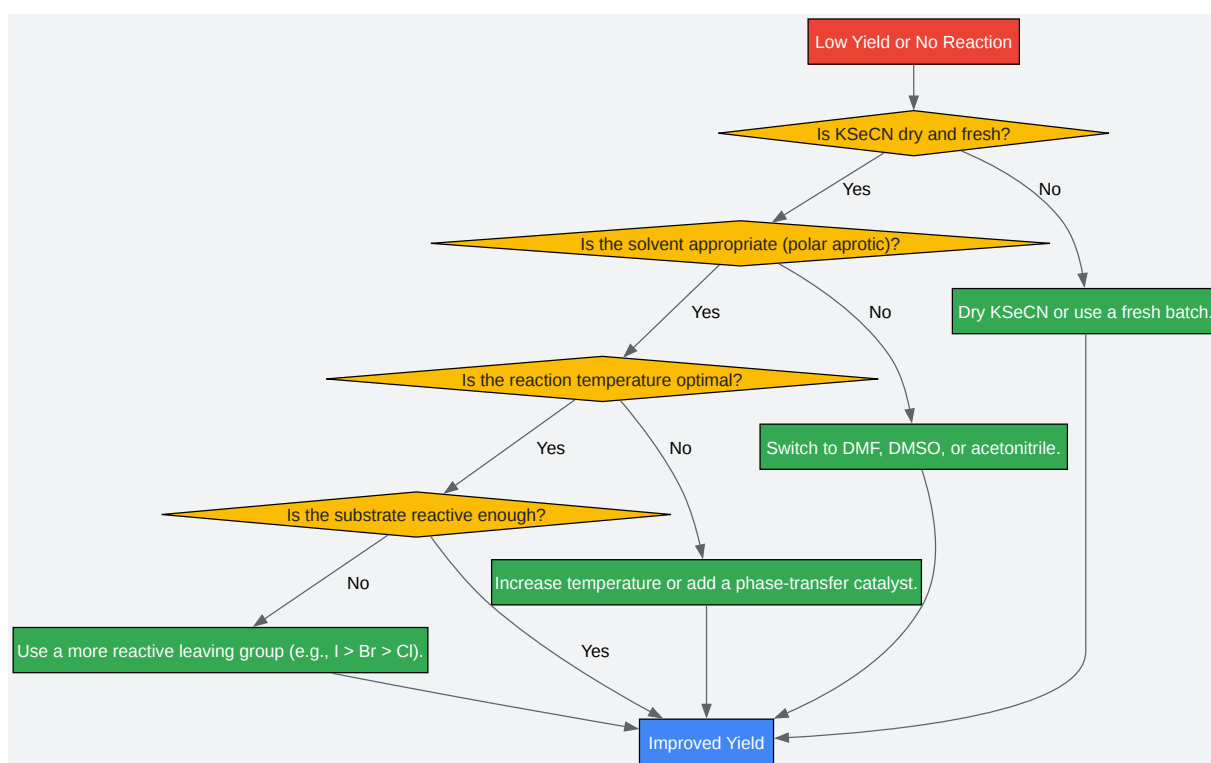 Low Yield or No Reaction
Is KSeCN dry and fresh?
Yes
No
Is the solvent appropriate (polar aprotic)?
Yes
No
Dry KSeCN or use a fresh batch.
Is the reaction temperature optimal?
Yes
No
Switch to DMF, DMSO, or acetonitrile.
Is the substrate reactive enough?
No
Increase temperature or add a phase-transfer catalyst.
Use a more reactive leaving group (e.g., I > Br > Cl).
Yes
Improved Yield